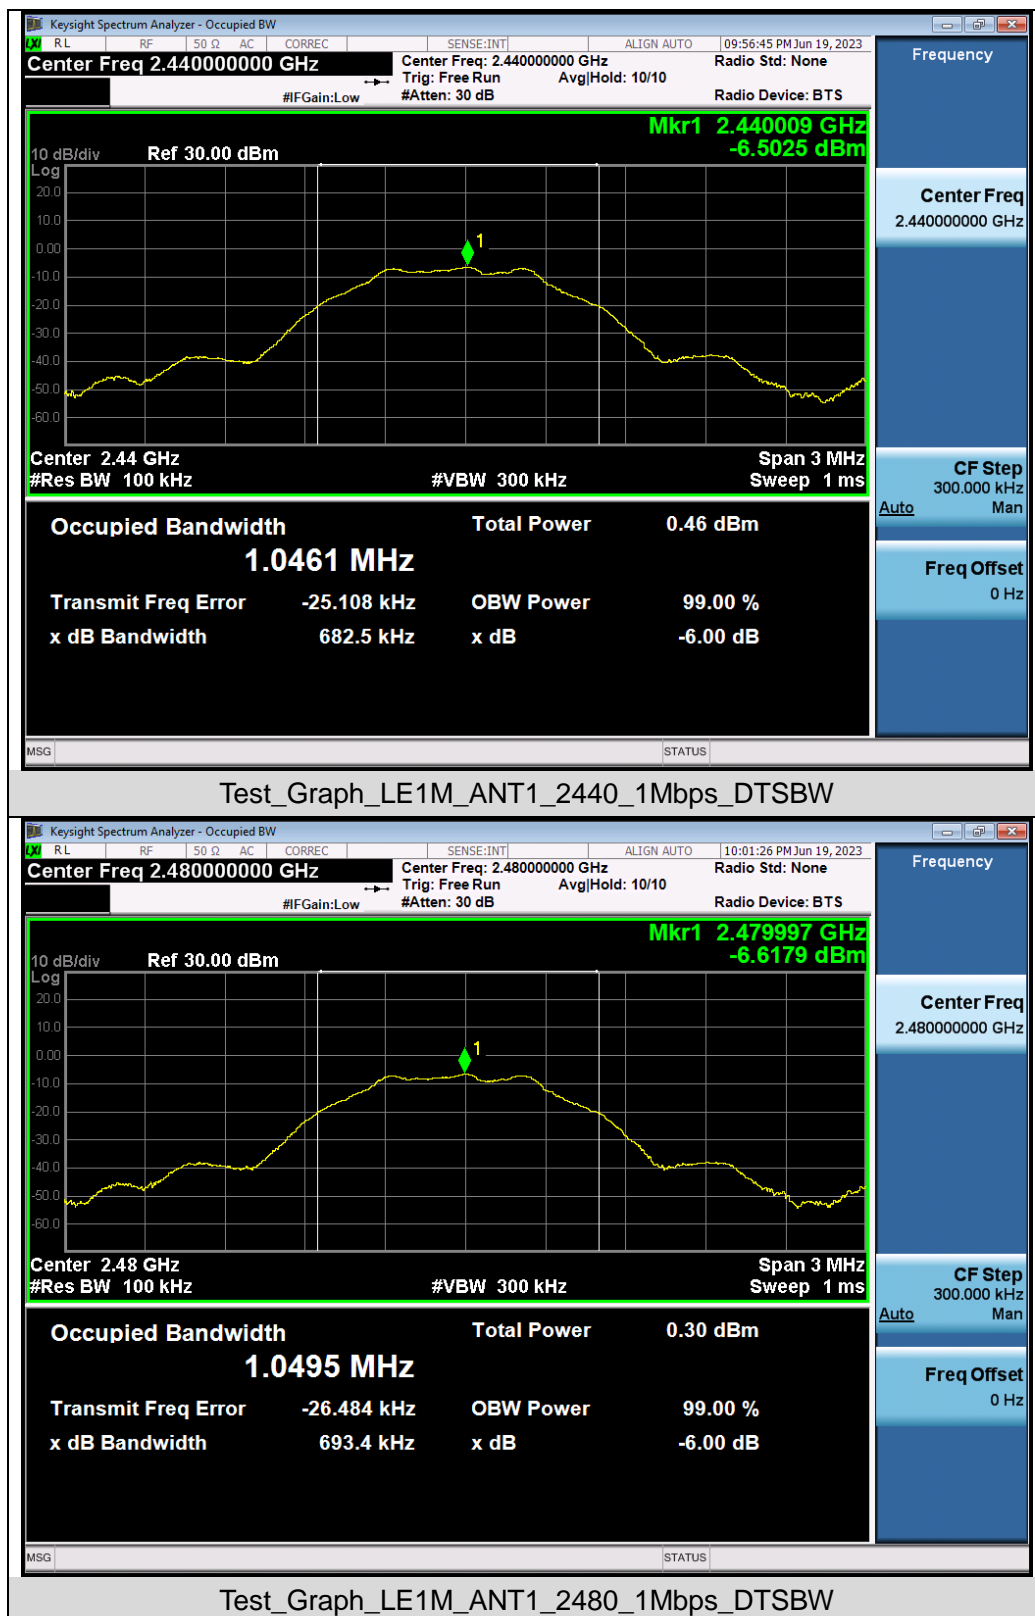 Keysight Spectrum Analyzer - Occupied BW
LXI RL RF 50 Ω AC CORREC SENSE:INT ALIGN AUTO 09:56:45 PM Jun 19, 2023
Center Freq 2.440000000 GHz Center Freq: 2.440000000 GHz Radio Std: None
Trig: Free Run Avg|Hold: 10/10
#IFGain:Low #Atten: 30 dB Radio Device: BTS
Frequency
Mkr1 2.440009 GHz
10 dB/div Ref 30.00 dBm -6.5025 dBm
Log
20.0
10.0
0.00
-10.0
-20.0
-30.0
-40.0
-50.0
-60.0
1
Center Freq
2.440000000 GHz
Center 2.44 GHz Span 3 MHz
#Res BW 100 kHz #VBW 300 kHz Sweep 1 ms
CF Step
300.000 kHz
Auto Man
Occupied Bandwidth Total Power 0.46 dBm
1.0461 MHz
Transmit Freq Error -25.108 kHz OBW Power 99.00 %
x dB Bandwidth 682.5 kHz x dB -6.00 dB
Freq Offset
0 Hz
MSG STATUS
Test_Graph_LE1M_ANT1_2440_1Mbps_DTSBW
Keysight Spectrum Analyzer - Occupied BW
LXI RL RF 50 Ω AC CORREC SENSE:INT ALIGN AUTO 10:01:26 PM Jun 19, 2023
Center Freq 2.480000000 GHz Center Freq: 2.480000000 GHz Radio Std: None
Trig: Free Run Avg|Hold: 10/10
#IFGain:Low #Atten: 30 dB Radio Device: BTS
Frequency
Mkr1 2.479997 GHz
10 dB/div Ref 30.00 dBm -6.6179 dBm
Log
20.0
10.0
0.00
-10.0
-20.0
-30.0
-40.0
-50.0
-60.0
1
Center Freq
2.480000000 GHz
Center 2.48 GHz Span 3 MHz
#Res BW 100 kHz #VBW 300 kHz Sweep 1 ms
CF Step
300.000 kHz
Auto Man
Occupied Bandwidth Total Power 0.30 dBm
1.0495 MHz
Transmit Freq Error -26.484 kHz OBW Power 99.00 %
x dB Bandwidth 693.4 kHz x dB -6.00 dB
Freq Offset
0 Hz
MSG STATUS
Test_Graph_LE1M_ANT1_2480_1Mbps_DTSBW